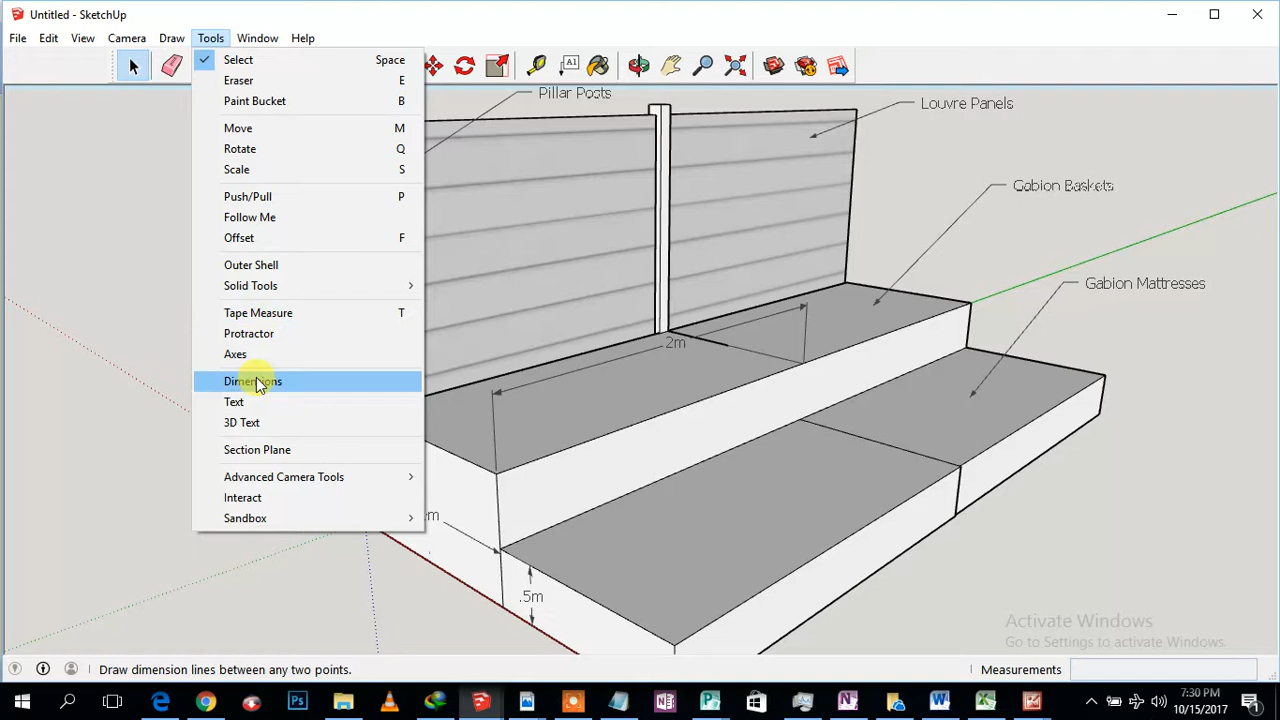 Untitled - SketchUp
File Edit View Camera Draw Tools Window Help
Select Space
Eraser E
Paint Bucket B
Move M
Rotate Q
Scale S
Push/Pull P
Follow Me
Offset F
Outer Shell
Solid Tools
Tape Measure T
Protractor
Axes
Dimensions
Text
3D Text
Section Plane
Advanced Camera Tools
Interact
Sandbox
A1
Pillar Posts
Louvre Panels
Gabion Baskets
Gabion Mattresses
2m
.5m
Activate Windows
Go to Settings to activate Windows.
Draw dimension lines between any two points.
Measurements
Ps
7:30 PM
10/15/2017